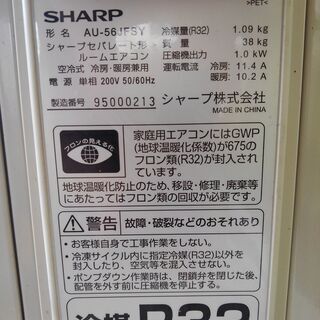 >PET<
SHARP
形名 AU-56JFSY 冷媒量(R32) 1.09 kg
シャープセパレート形 質量 38 kg
ルームエアコン 圧縮機出力 1.0 kW
空冷式 冷房・暖房兼用 運転電流 冷房: 11.4 A
電源 単相 200V 50/60Hz 暖房: 10.2 A
製造番号 95000213 シャープ株式会社
MADE IN CHINA
フロンの見える化
家庭用エアコンにはGWP
(地球温暖化係数)が675の
フロン類(R32)が封入され
ています。
地球温暖化防止のため、移設・修理・廃棄等
にあたってはフロン類の回収が必要です。
警告 故障・破裂などのおそれあり
• お客様自身で工事作業をしないで。
• 冷凍サイクル内に指定冷媒(R32)以外を
封入したり、空気等を混入させないで。
• ポンプダウン作業時は、閉鎖弁を閉じた後、
配管を外す前に圧縮機を停止する。
冷媒 R32